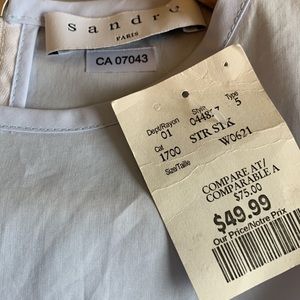 sandro
PARIS
CA 07043
Dept/Rayon Style Type
01 5
Cat
1700 STR STK
Size/Taille W0621
COMPARE AT/
COMPARABLE A
$75.00
$49.99
Our Price/Notre Prix